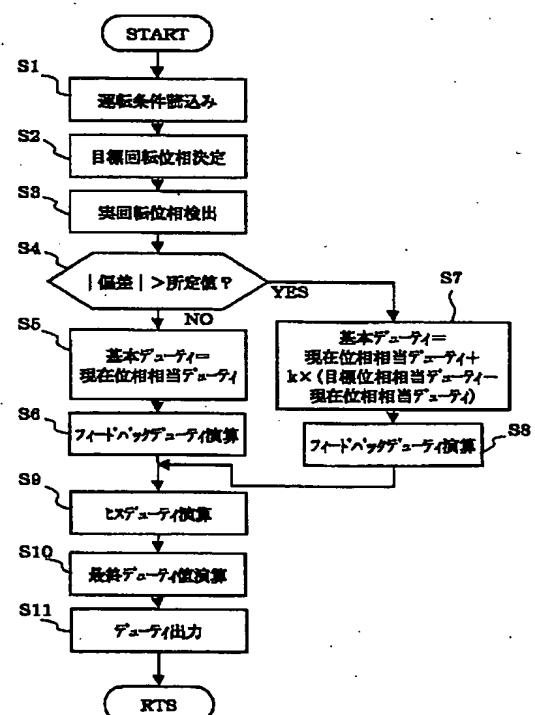 START
S1
運転条件読込み
S2
目標回転位相決定
S3
実回転位相検出
S4
|偏差|>所定値?
YES
NO
S5
基本デューティ=
現在位相相当デューティ
S7
基本デューティ=
現在位相相当デューティ+
k×(目標位相相当デューティー
現在位相相当デューティ)
S6
フィードバックデューティ演算
S8
フィードバックデューティ演算
S9
ヒスデューティ演算
S10
最終デューティ値演算
S11
デューティ出力
RTS